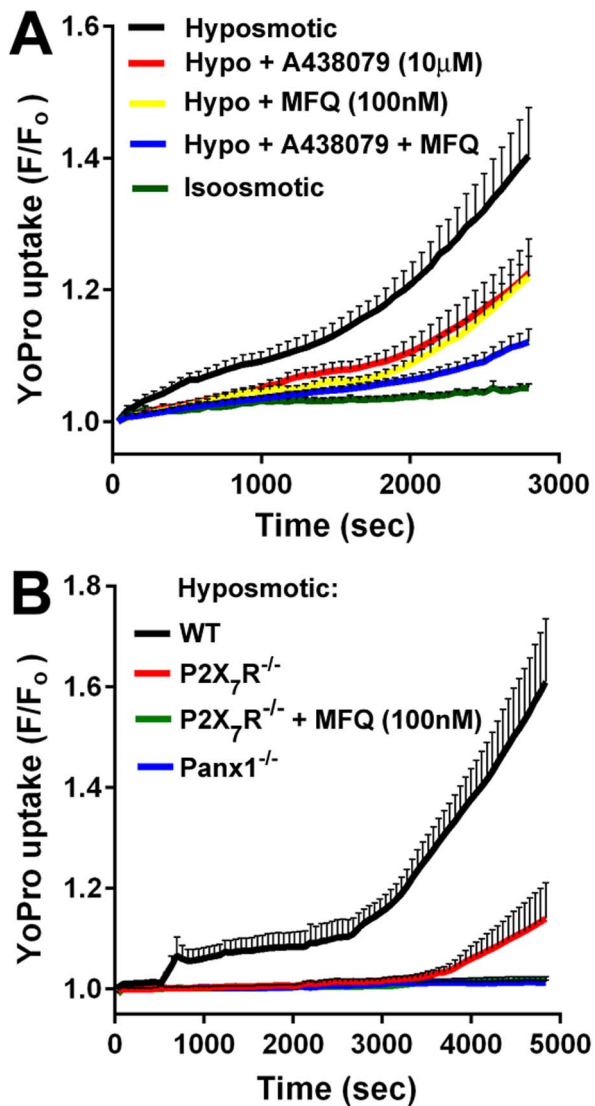 A
1.6
1.4
1.2
1.0
YoPro uptake (F/Fo)
Hyposmotic
Hypo + A438079 (10μM)
Hypo + MFQ (100nM)
Hypo + A438079 + MFQ
Isoosmotic
0 1000 2000 3000
Time (sec)
B
1.8
1.6
1.4
1.2
1.0
YoPro uptake (F/Fo)
Hyposmotic:
WT
P2X7R-/-
P2X7R-/- + MFQ (100nM)
Panx1-/-
0 1000 2000 3000 4000 5000
Time (sec)